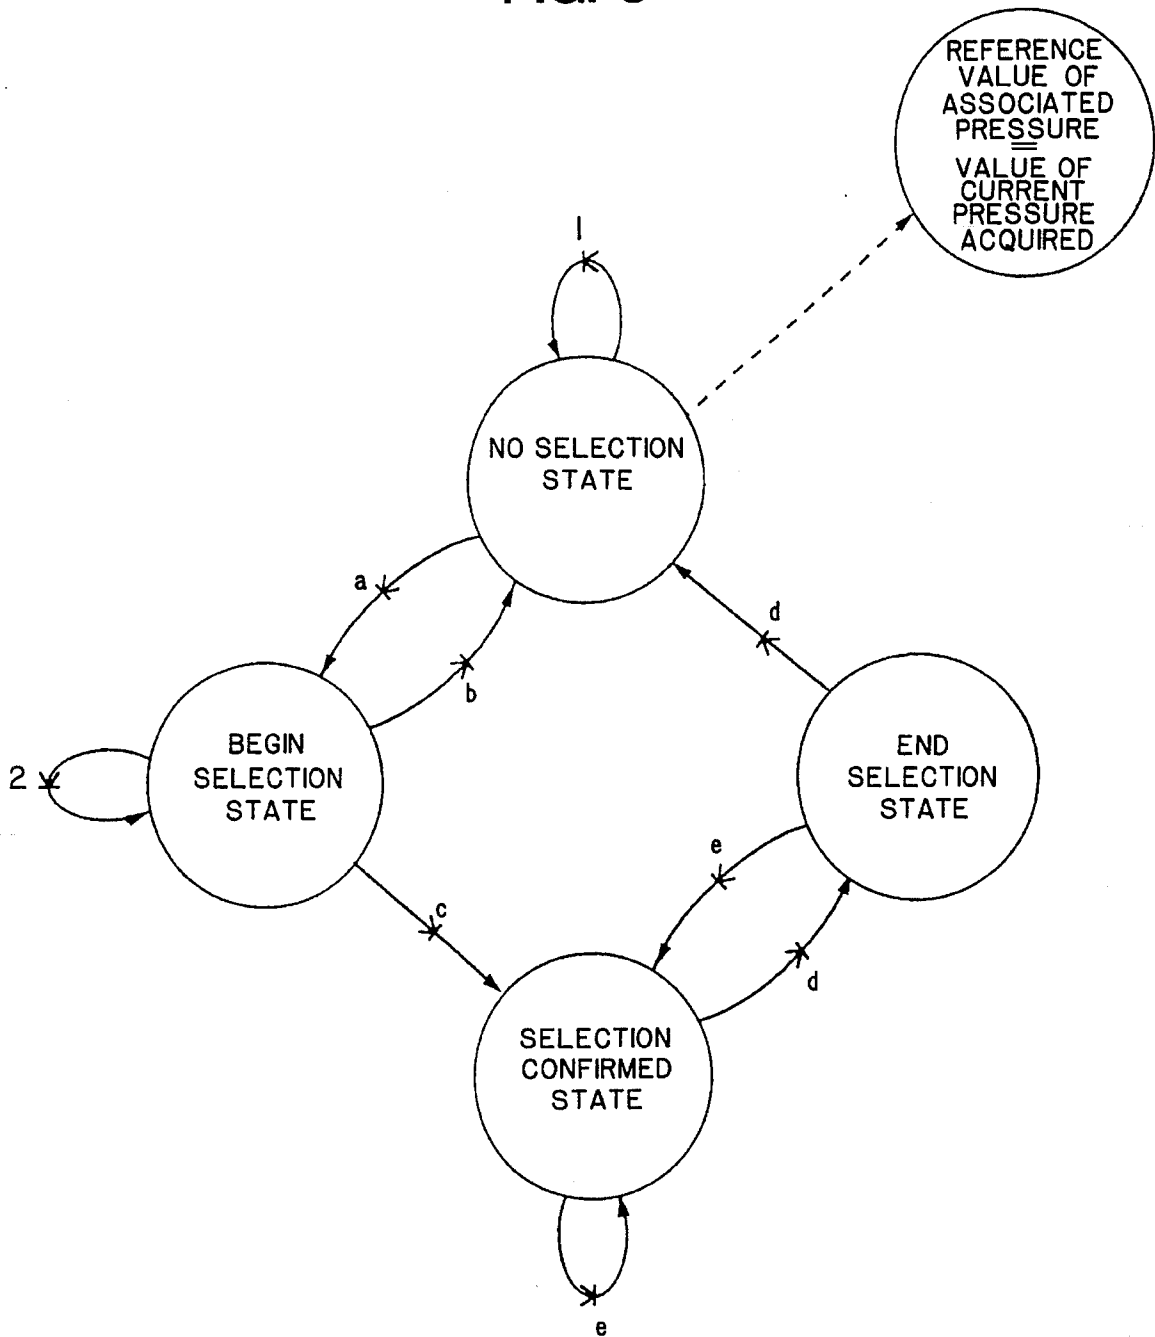 REFERENCE
VALUE OF
ASSOCIATED
PRESSURE
=
VALUE OF
CURRENT
PRESSURE
ACQUIRED
1
NO SELECTION
STATE
a
b
d
BEGIN
SELECTION
STATE
2
END
SELECTION
STATE
e
c
d
SELECTION
CONFIRMED
STATE
e